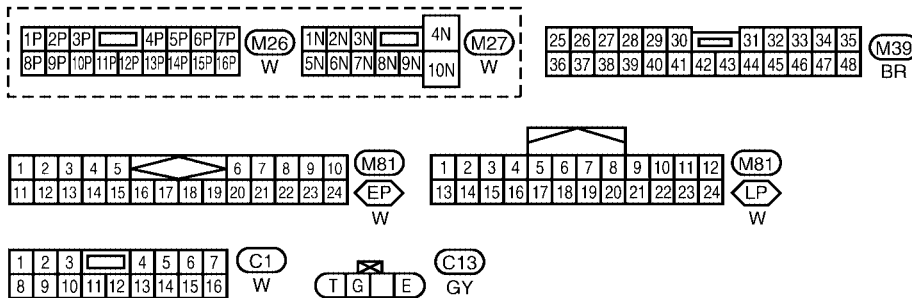 1P 2P 3P 4P 5P 6P 7P M26
8P 9P 10P 11P 12P 13P 14P 15P 16P W
1N 2N 3N 4N M27
5N 6N 7N 8N 9N 10N W
25 26 27 28 29 30 31 32 33 34 35 M39
36 37 38 39 40 41 42 43 44 45 46 47 48 BR
1 2 3 4 5 6 7 8 9 10 M81
11 12 13 14 15 16 17 18 19 20 21 22 23 24 EP
W
1 2 3 4 5 6 7 8 9 10 11 12 M81
13 14 15 16 17 18 19 20 21 22 23 24 LP
W
1 2 3 4 5 6 7 C1
8 9 10 11 12 13 14 15 16 W
T G E C13
GY